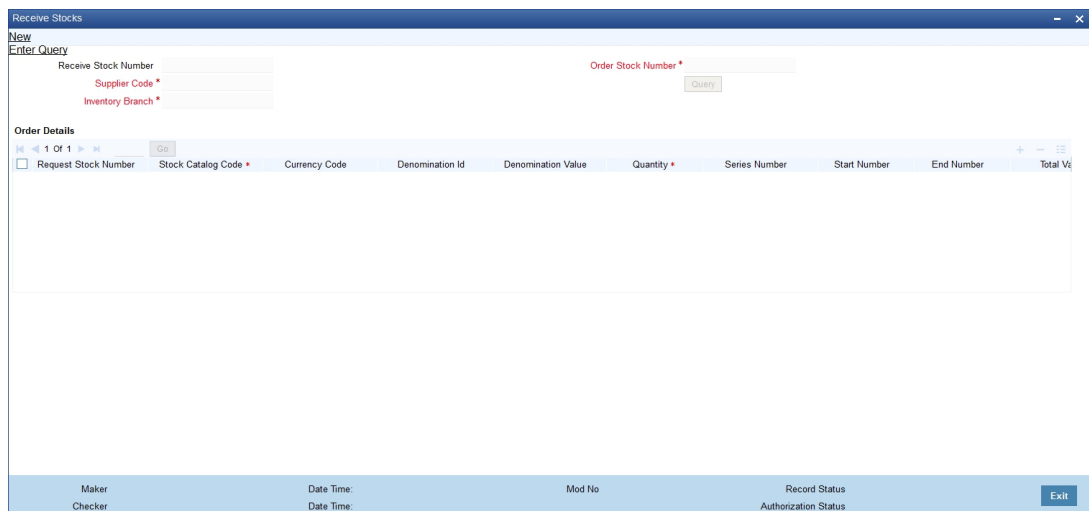 Receive Stocks
New
Enter Query
Receive Stock Number
Order Stock Number *
Supplier Code *
Query
Inventory Branch *
Order Details
1 Of 1 Go
Request Stock Number Stock Catalog Code * Currency Code Denomination Id Denomination Value Quantity * Series Number Start Number End Number Total Va
Maker Date Time: Mod No Record Status
Exit
Checker Date Time: Authorization Status